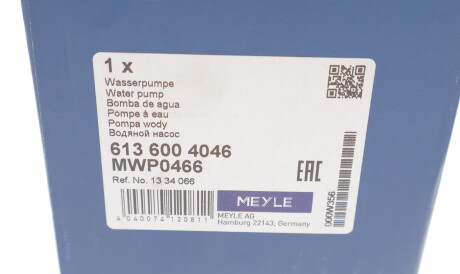 1 x
Wasserpumpe
Water pump
Bomba de agua
Pompe à eau
Pompa wody
Водяной насос
613 600 4046
MWP0466
Ref. No. 13 34 066
EAC
MEYLE
MEYLE AG
Hamburg 22143, Germany
4 040074 120811
000W356